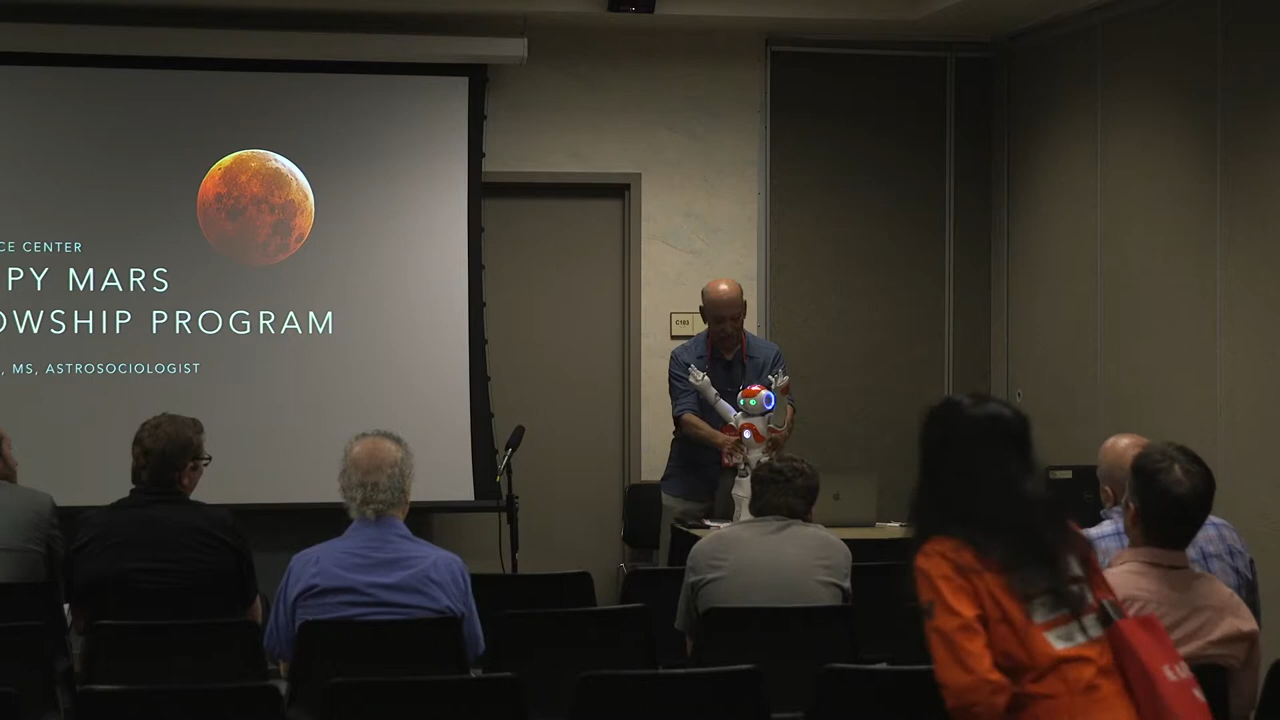 CE CENTER
PY MARS
OWSHIP PROGRAM
, MS, ASTROSOCIOLOGIST
C103